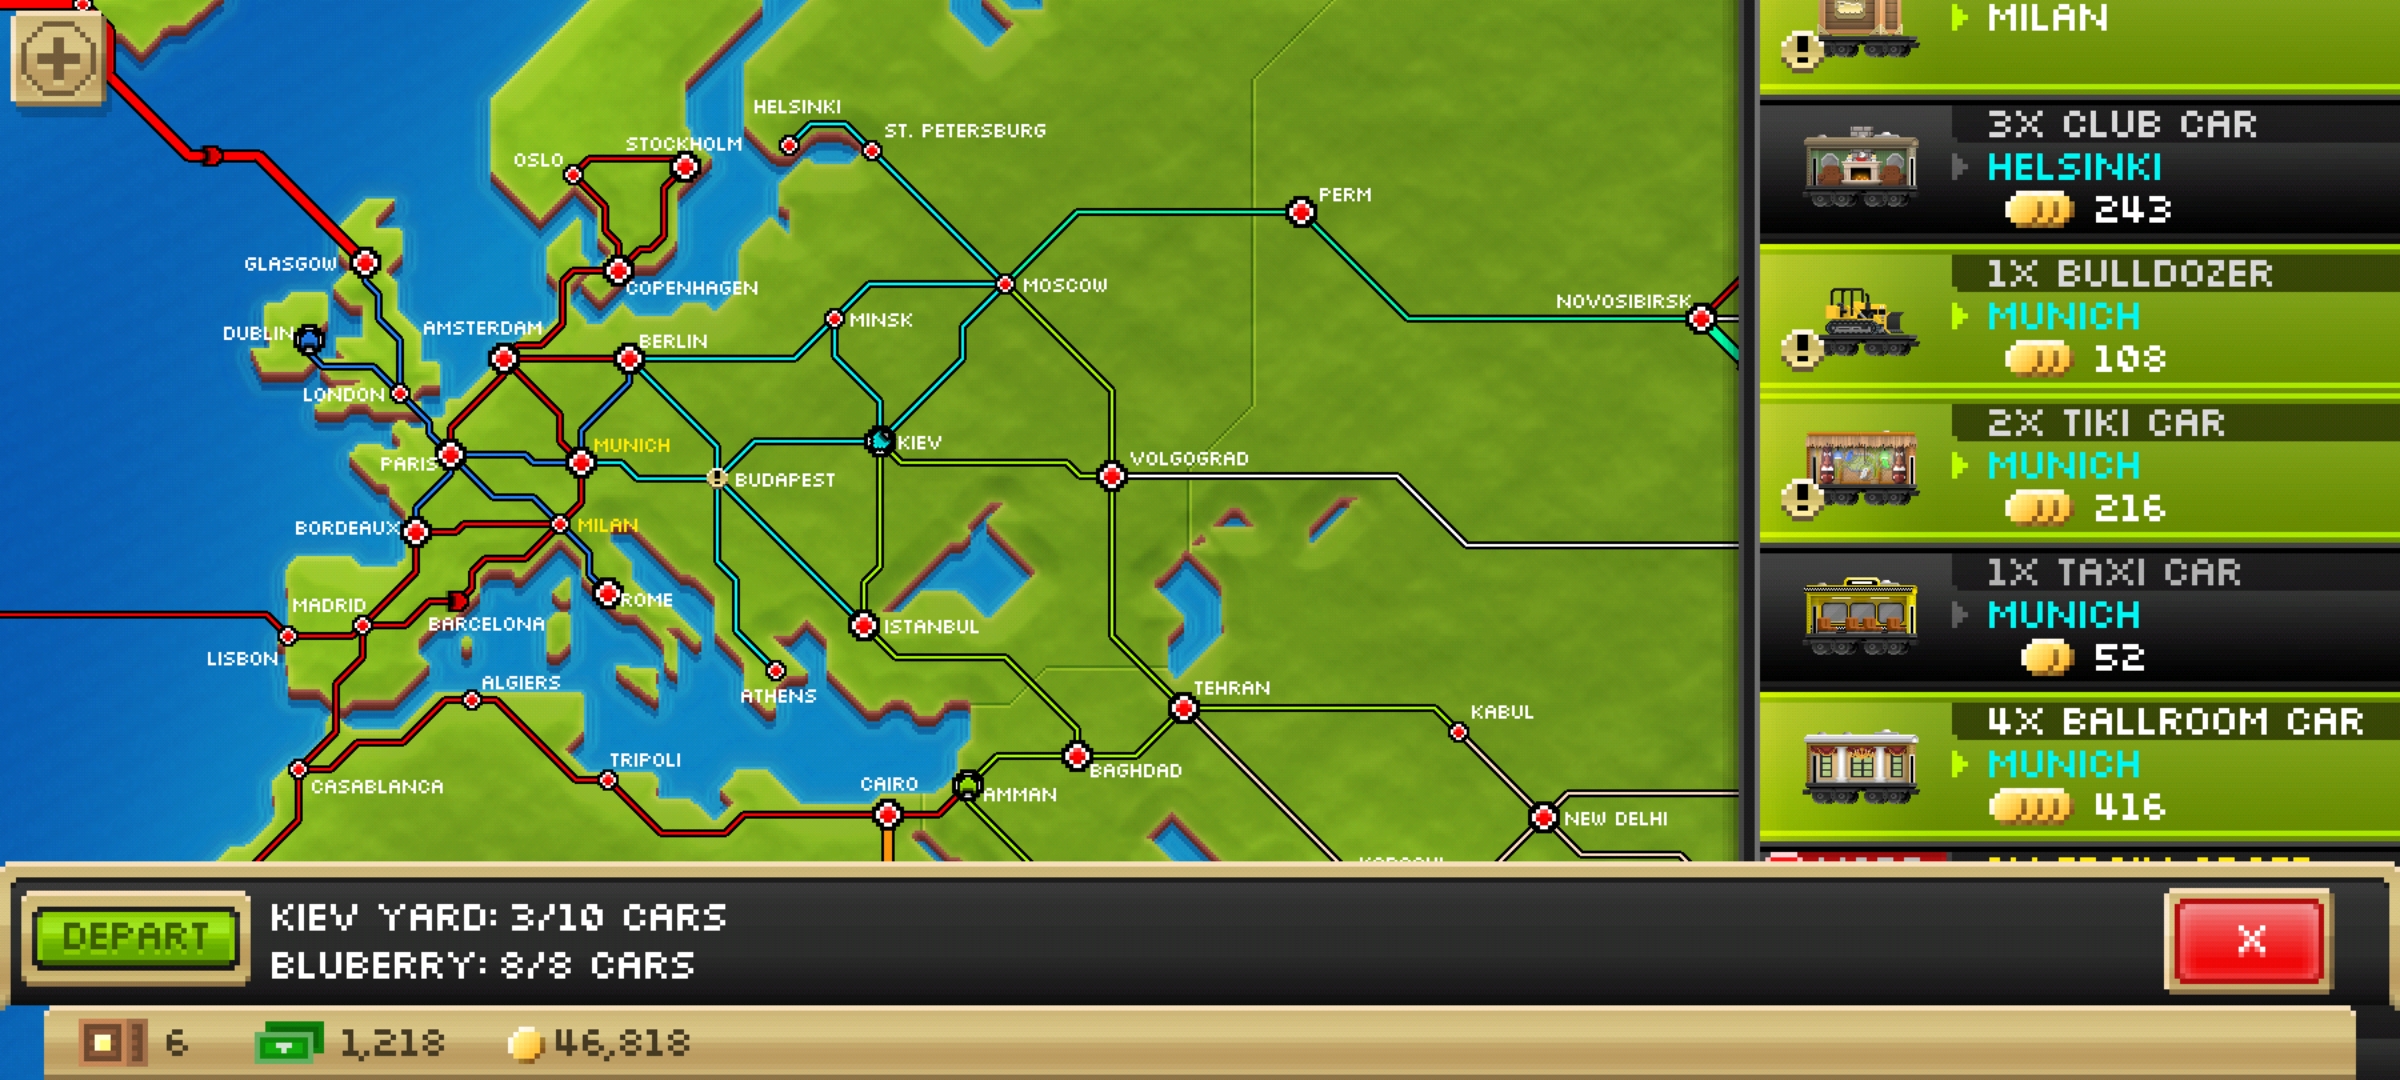 MILAN
3X CLUB CAR
HELSINKI
243
1X BULLDOZER
MUNICH
108
2X TIKI CAR
MUNICH
216
1X TAXI CAR
MUNICH
52
4X BALLROOM CAR
MUNICH
416
HELSINKI
ST. PETERSBURG
STOCKHOLM
OSLO
PERM
GLASGOW
COPENHAGEN
MOSCOW
NOVOSIBIRSK
MINSK
DUBLIN
AMSTERDAM
BERLIN
LONDON
MUNICH
KIEV
VOLGOGRAD
PARIS
BUDAPEST
BORDEAUX
MILAN
MADRID
ROME
BARCELONA
ISTANBUL
LISBON
ALGIERS
ATHENS
TEHRAN
KABUL
TRIPOLI
BAGHDAD
CASABLANCA
CAIRO
AMMAN
NEW DELHI
DEPART
KIEV YARD: 3/10 CARS
BLUBERRY: 8/8 CARS
X
6
1,218
46,818